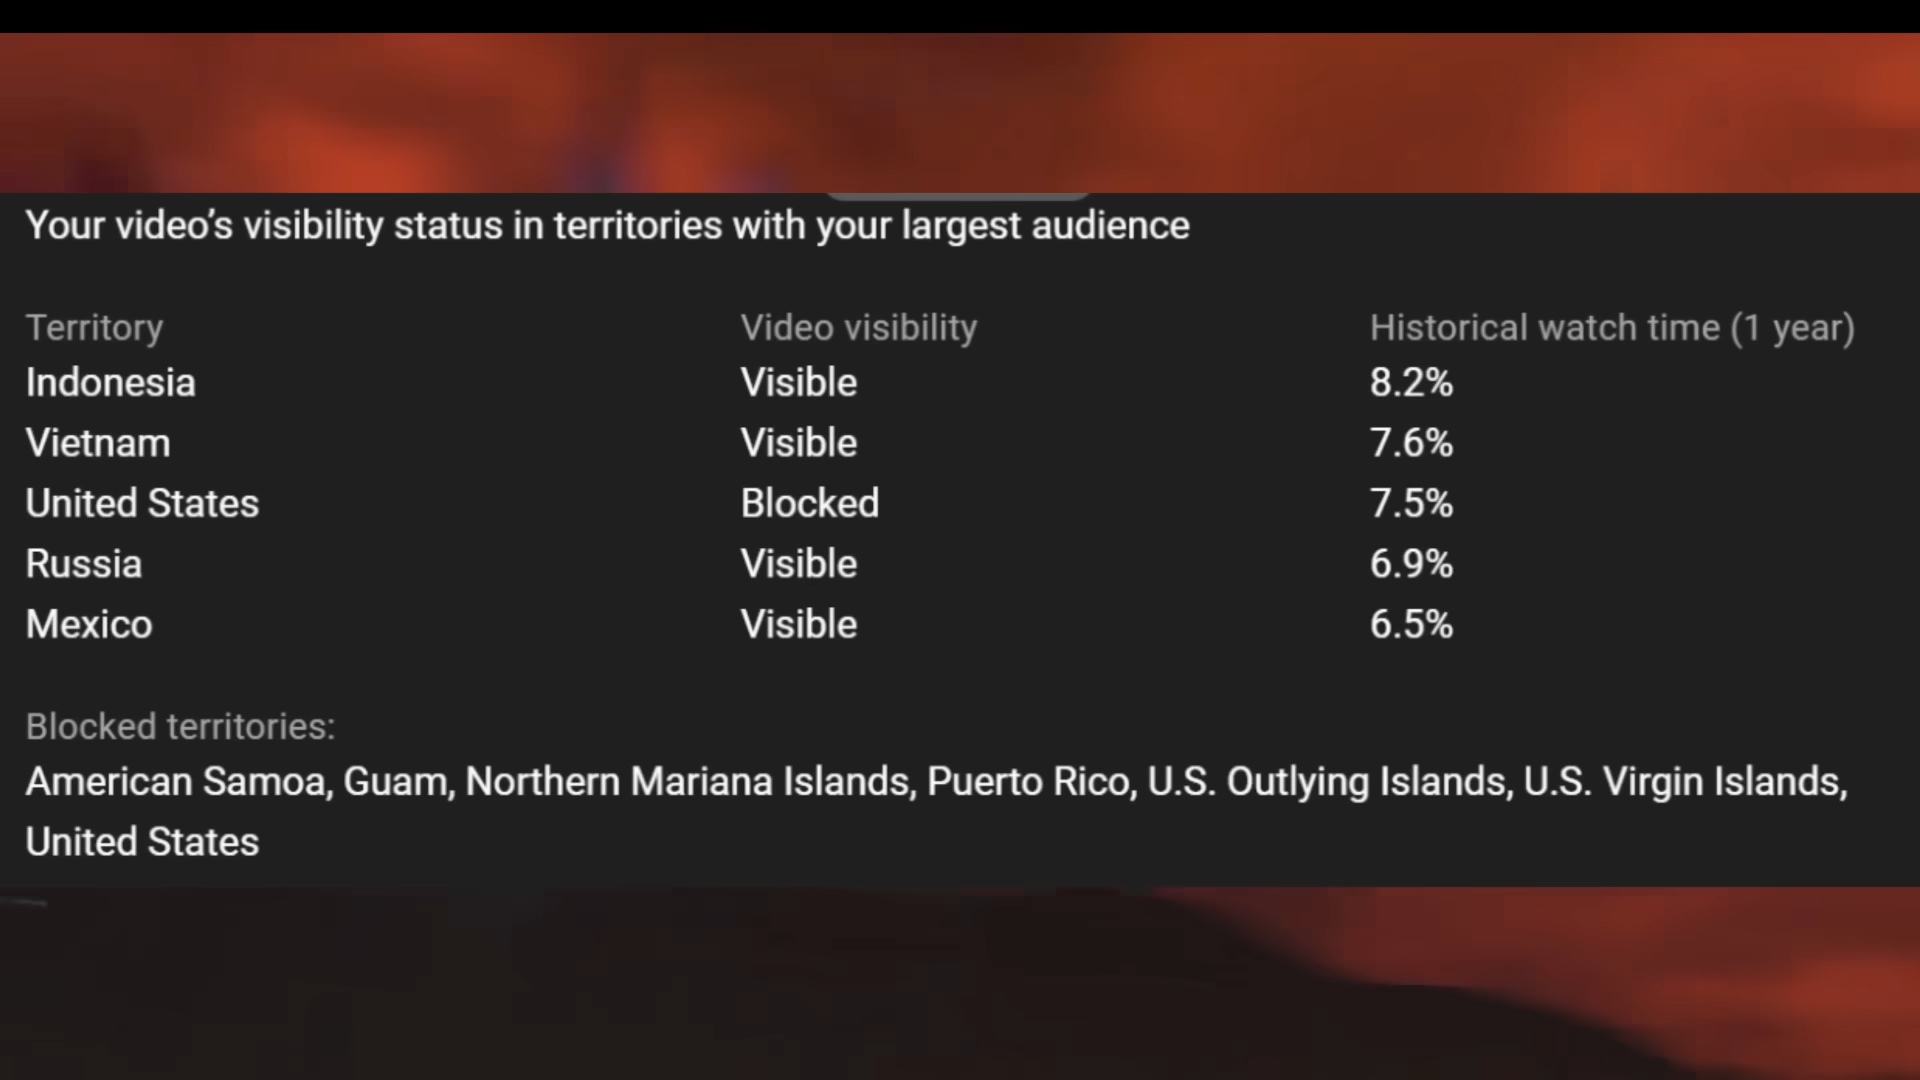 Your video’s visibility status in territories with your largest audience
Territory Video visibility Historical watch time (1 year)
Indonesia Visible 8.2%
Vietnam Visible 7.6%
United States Blocked 7.5%
Russia Visible 6.9%
Mexico Visible 6.5%
Blocked territories:
American Samoa, Guam, Northern Mariana Islands, Puerto Rico, U.S. Outlying Islands, U.S. Virgin Islands,
United States